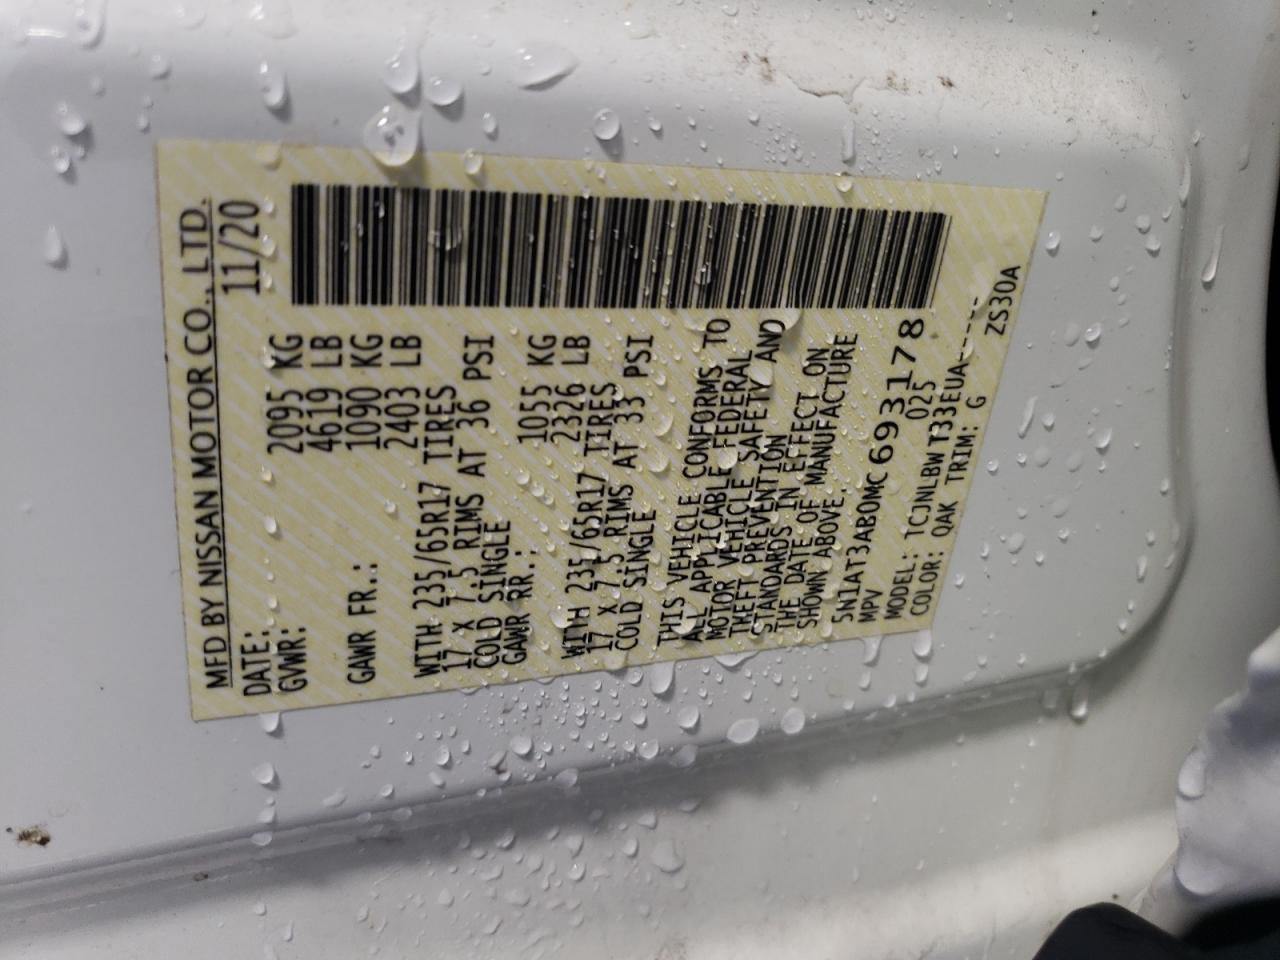 MFD BY NISSAN MOTOR CO., LTD.
DATE: 11/20
GVWR: 2095 KG
4619 LB
GAWR FR.: 1090 KG
2403 LB
WITH 235/65R17 TIRES
17 X 7.5 RIMS AT 36 PSI
COLD SINGLE
GAWR RR.: 1055 KG
2326 LB
WITH 235/65R17 TIRES
17 X 7.5 RIMS AT 33 PSI
COLD SINGLE
THIS VEHICLE CONFORMS TO
ALL APPLICABLE FEDERAL
MOTOR VEHICLE SAFETY AND
THEFT PREVENTION
STANDARDS IN EFFECT ON
THE DATE OF MANUFACTURE
SHOWN ABOVE.
5N1AT3AB0MC693178
MPV 025
MODEL: TCJNLBWT33EUA-----
COLOR: QAK TRIM: G ZS30A